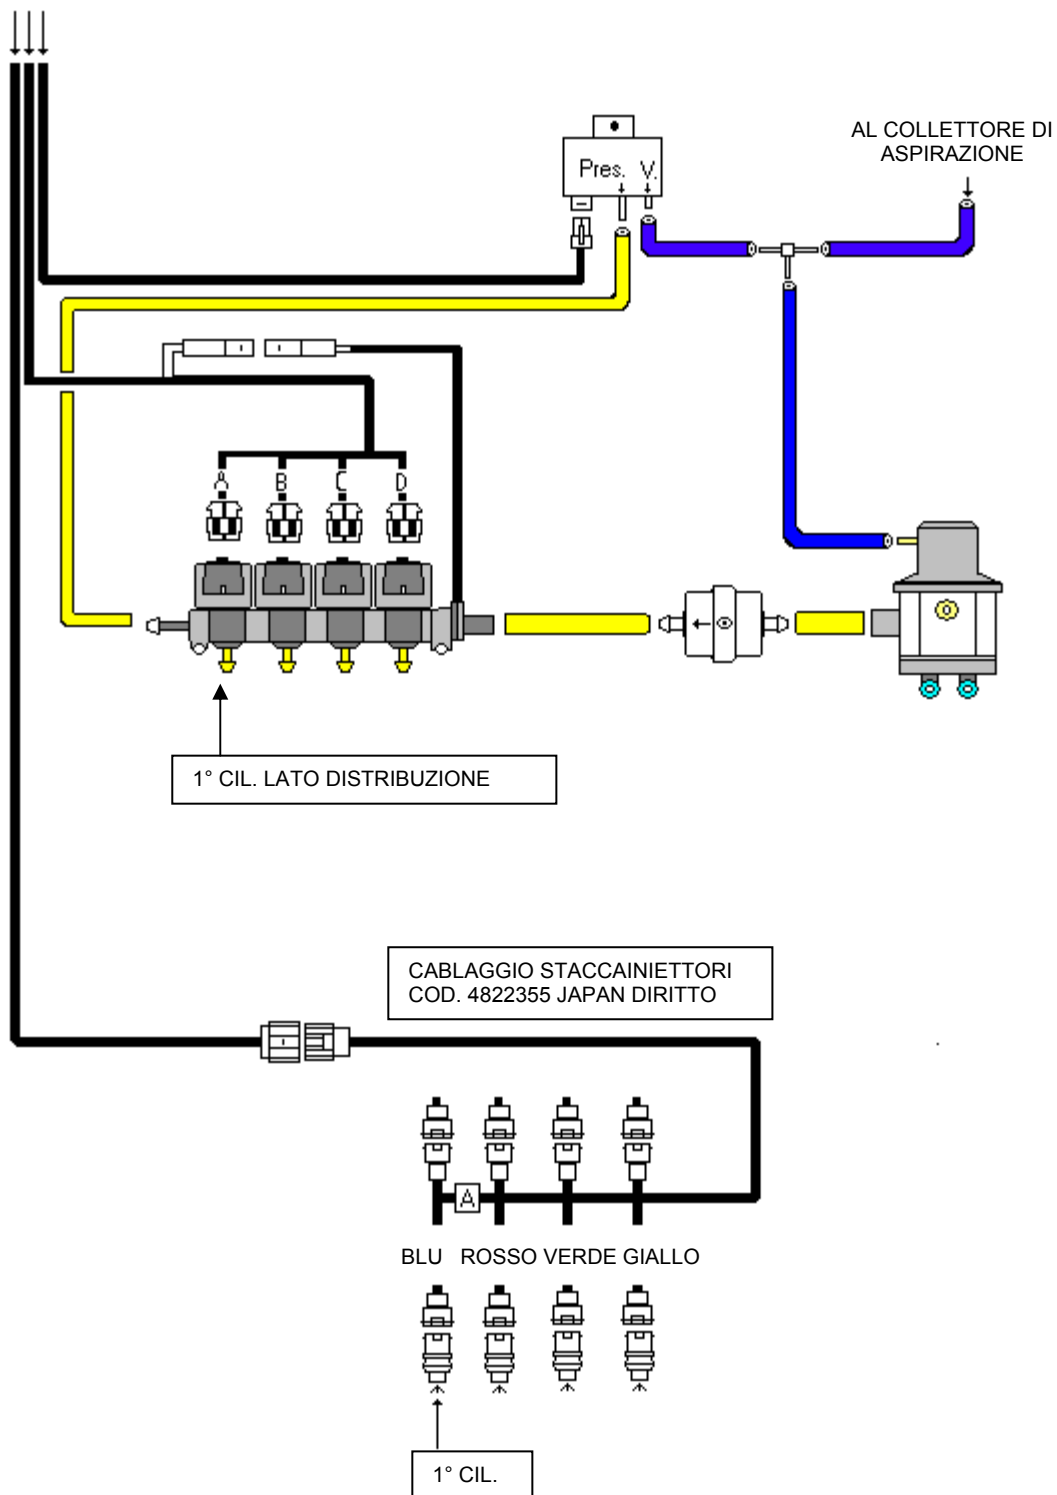 AL COLLETTORE DI
ASPIRAZIONE
Pres. V.
A B C D
1° CIL. LATO DISTRIBUZIONE
CABLAGGIO STACCAINIETTORI
COD. 4822355 JAPAN DIRITTO
A
BLU ROSSO VERDE GIALLO
1° CIL.